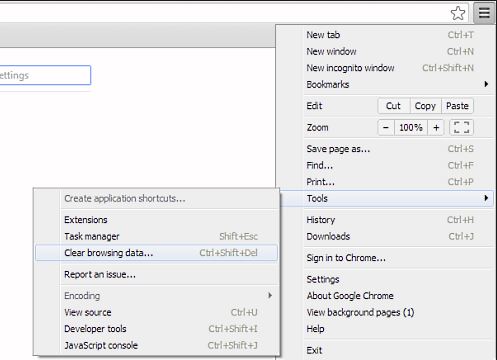 ettings
New tab Ctrl+T
New window Ctrl+N
New incognito window Ctrl+Shift+N
Bookmarks
Edit Cut Copy Paste
Zoom − 100% +
Save page as... Ctrl+S
Find... Ctrl+F
Print... Ctrl+P
Tools
History Ctrl+H
Downloads Ctrl+J
Sign in to Chrome...
Settings
About Google Chrome
View background pages (1)
Help
Exit
Create application shortcuts...
Extensions
Task manager Shift+Esc
Clear browsing data... Ctrl+Shift+Del
Report an issue...
Encoding
View source Ctrl+U
Developer tools Ctrl+Shift+I
JavaScript console Ctrl+Shift+J